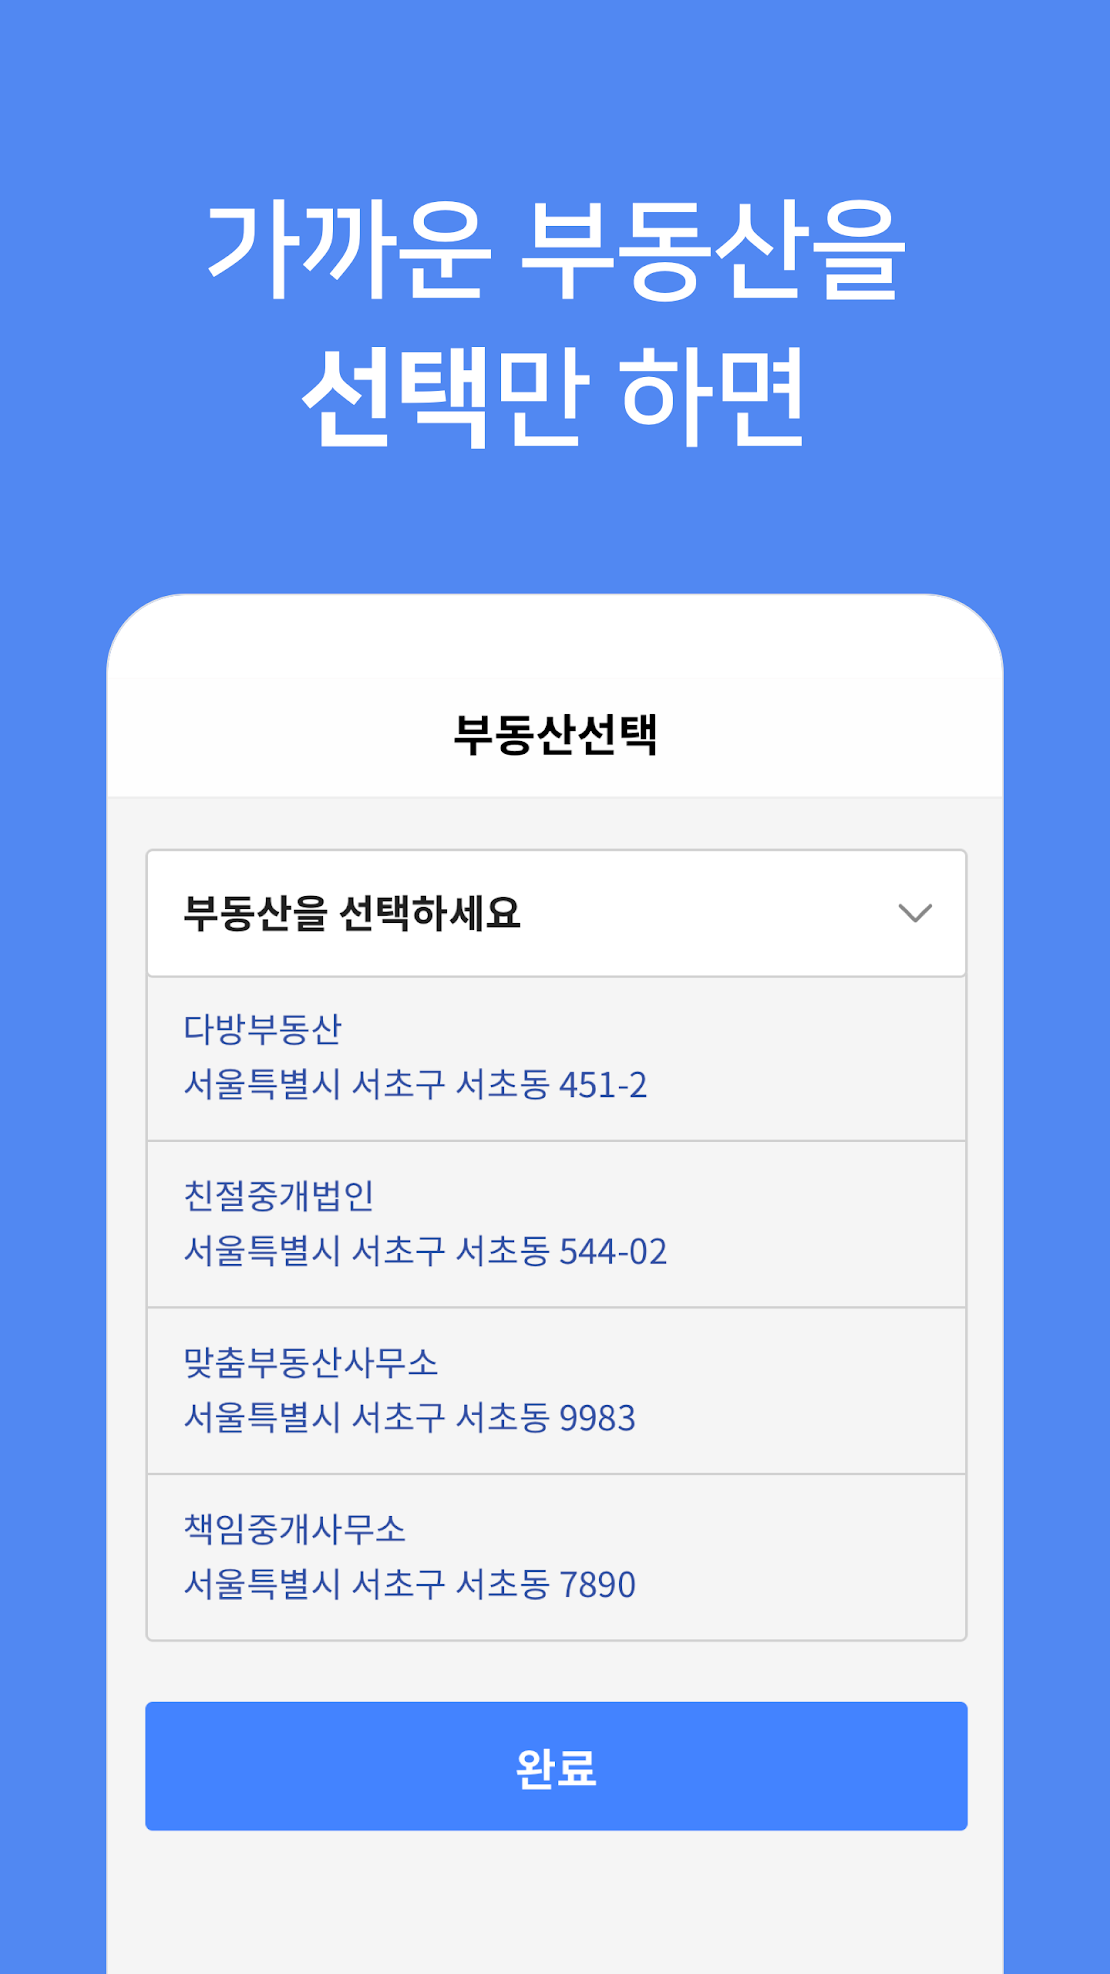 가까운 부동산을
선택만 하면
부동산선택
부동산을 선택하세요
다방부동산
서울특별시 서초구 서초동 451-2
친절중개법인
서울특별시 서초구 서초동 544-02
맞춤부동산사무소
서울특별시 서초구 서초동 9983
책임중개사무소
서울특별시 서초구 서초동 7890
완료